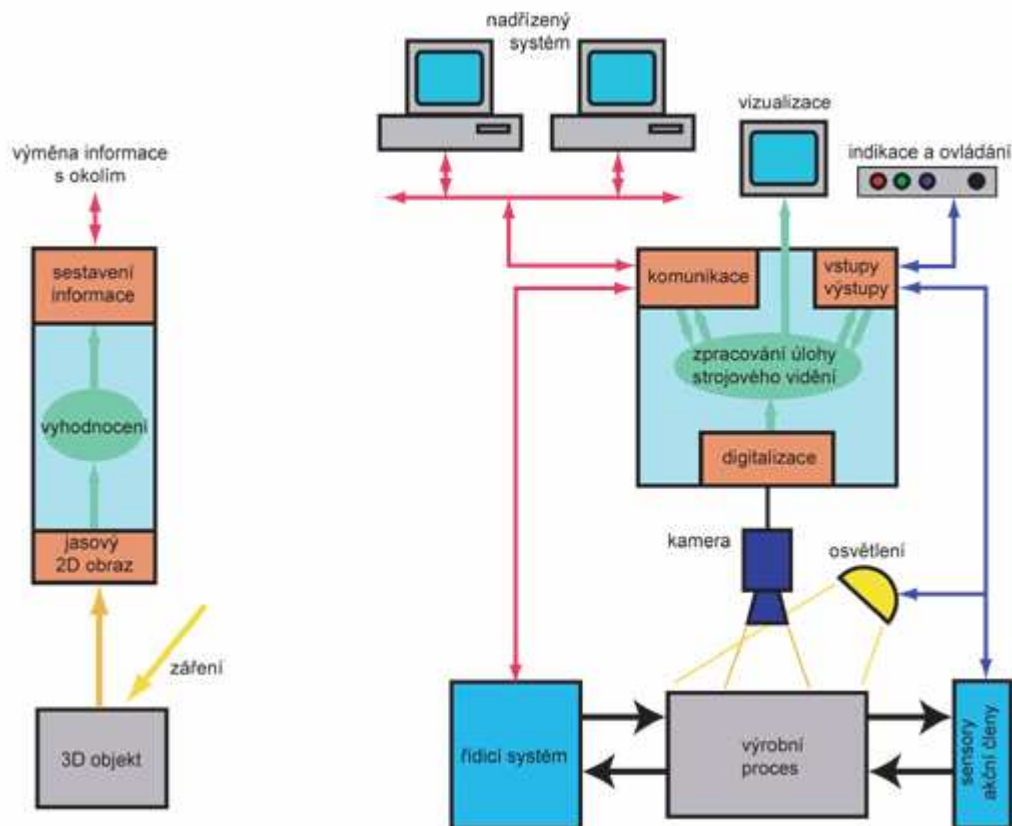 výměna informace
s okolím
sestavení
informace
vyhodnocení
jasový
2D obraz
záření
3D objekt
nadřízený
systém
vizualizace
indikace a ovládání
komunikace
vstupy
výstupy
zpracování úlohy
strojového vidění
digitalizace
kamera
osvětlení
řídicí systém
výrobní
proces
sensory
akční členy